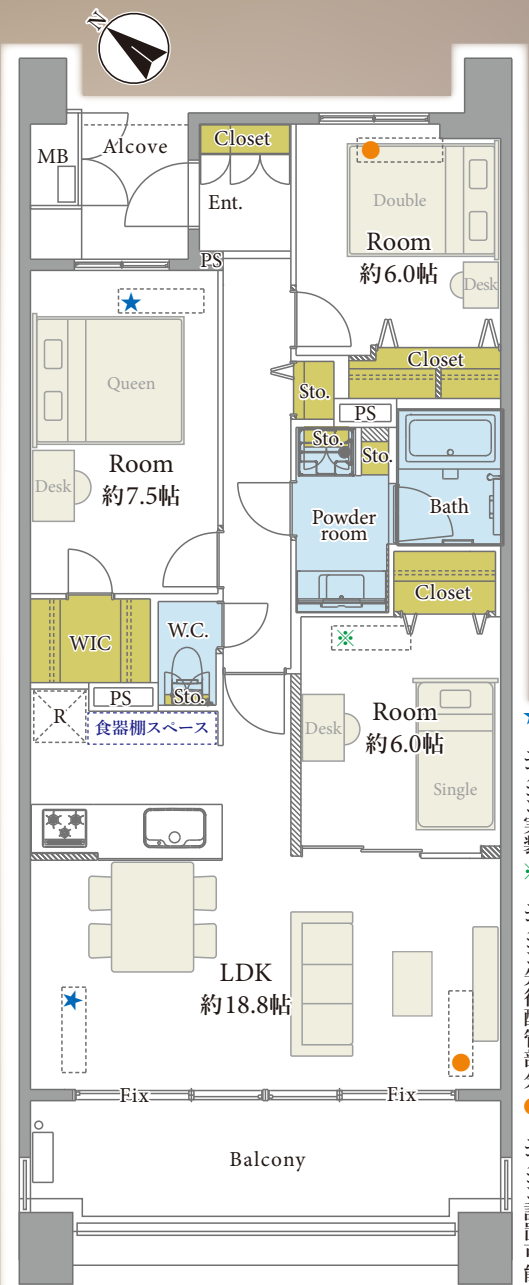 N
MB
Alcove
Closet
Ent.
PS
Double
Room
約6.0帖
Desk
Closet
★
Queen
Room
約7.5帖
Desk
Sto.
PS
Sto.
Sto.
Powder
room
Bath
Closet
WIC
W.C.
Sto.
PS
R
食器棚スペース
※
Room
約6.0帖
Desk
Single
LDK
約18.8帖
★
Fix
Fix
Balcony
★
※